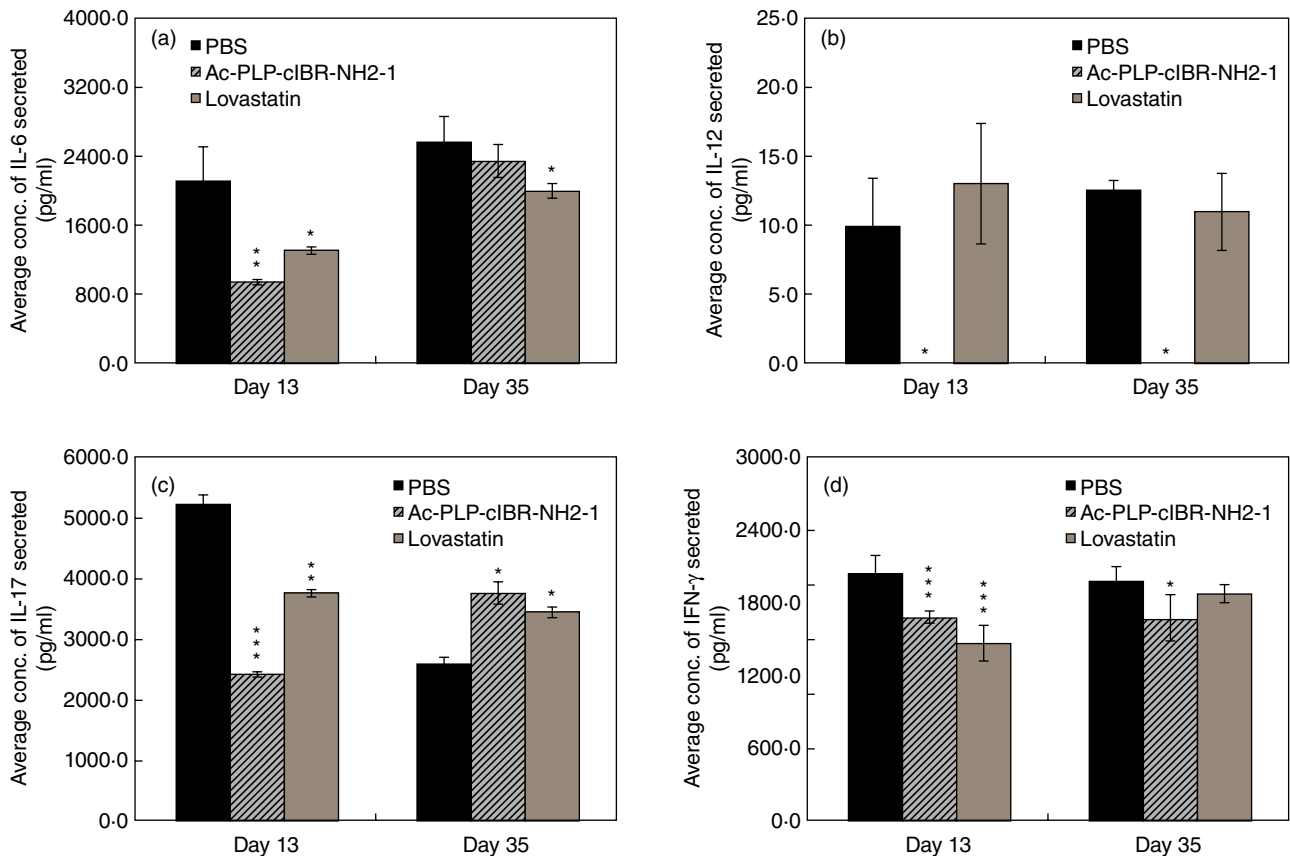 (a)
PBS
Ac-PLP-cIBR-NH2-1
Lovastatin
Average conc. of IL-6 secreted
(pg/ml)
4000·0
3200·0
2400·0
1600·0
800·0
0·0
* *
*
*
Day 13
Day 35
(b)
PBS
Ac-PLP-cIBR-NH2-1
Lovastatin
Average conc. of IL-12 secreted
(pg/ml)
25·0
20·0
15·0
10·0
5·0
0·0
*
*
Day 13
Day 35
(c)
PBS
Ac-PLP-cIBR-NH2-1
Lovastatin
Average conc. of IL-17 secreted
(pg/ml)
6000·0
5000·0
4000·0
3000·0
2000·0
1000·0
0·0
* * *
* *
*
*
Day 13
Day 35
(d)
PBS
Ac-PLP-cIBR-NH2-1
Lovastatin
Average conc. of IFN-γ secreted
(pg/ml)
3000·0
2400·0
1800·0
1200·0
600·0
0·0
* * *
* * *
*
Day 13
Day 35